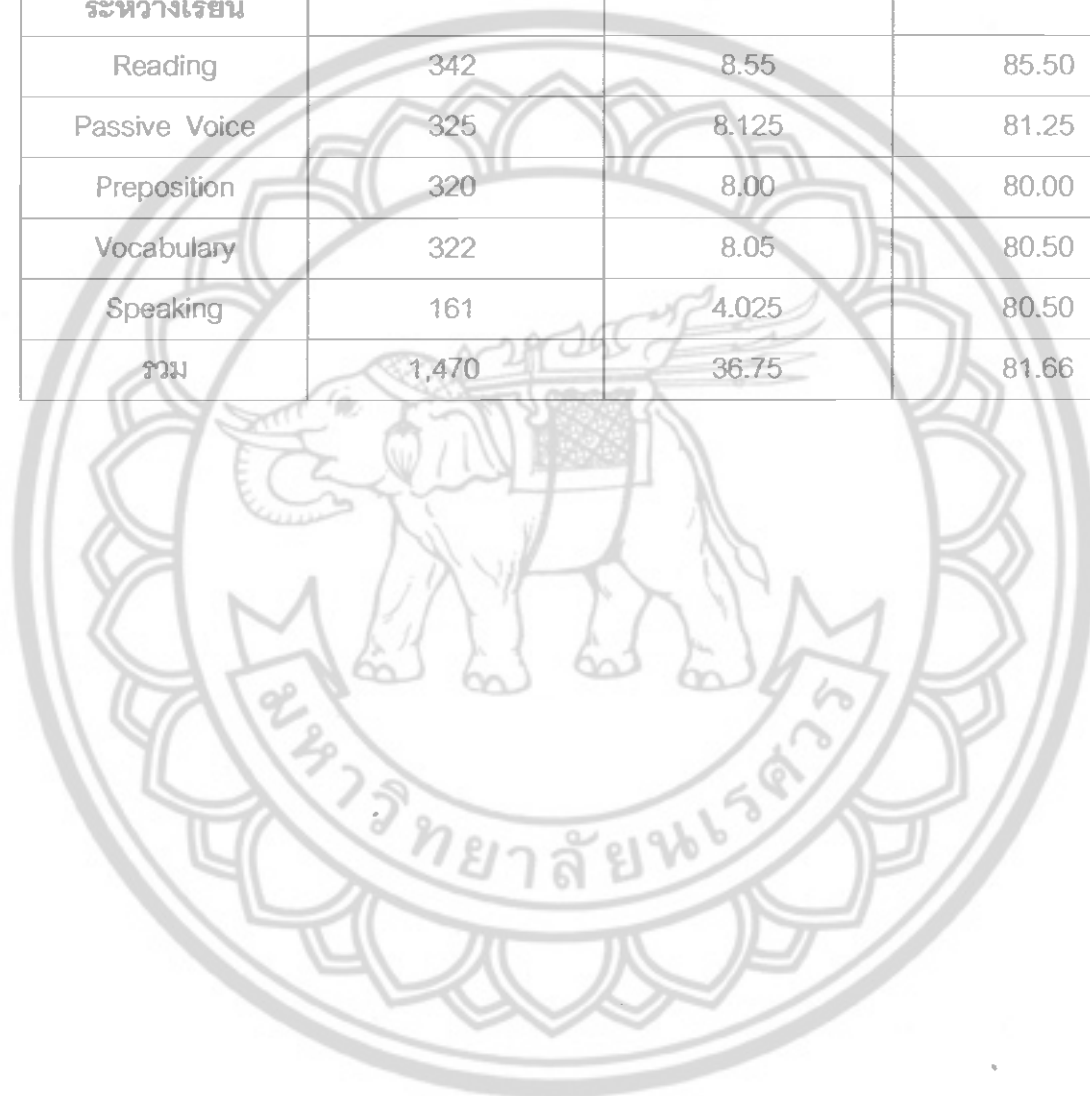 ระหว่างเรียน
Reading 342 8.55 85.50
Passive Voice 325 8.125 81.25
Preposition 320 8.00 80.00
Vocabulary 322 8.05 80.50
Speaking 161 4.025 80.50
รวม 1,470 36.75 81.66
มหาวิทยาลัยนเรศวร